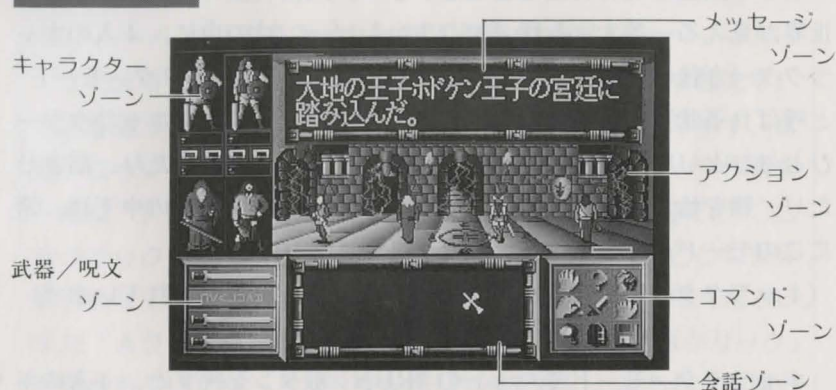 メッセージ
ゾーン
キャラクター
ゾーン
大地の王子ホドケン王子の宮廷に
踏み込んだ。
アクション
ゾーン
武器／呪文
ゾーン
コマンド
ゾーン
会話ゾーン